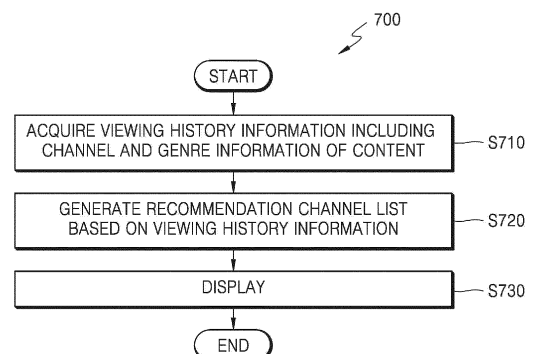 700
START
ACQUIRE VIEWING HISTORY INFORMATION INCLUDING
CHANNEL AND GENRE INFORMATION OF CONTENT
S710
GENERATE RECOMMENDATION CHANNEL LIST
BASED ON VIEWING HISTORY INFORMATION
S720
DISPLAY
S730
END